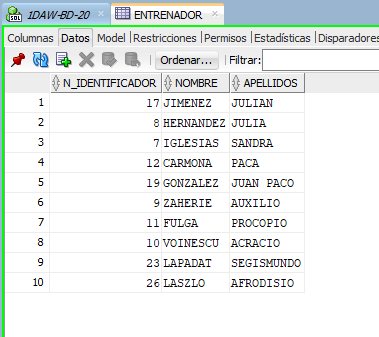 SQL 1DAW-BD-20 ENTRENADOR
Columnas Datos Model Restricciones Permisos Estadísticas Disparadores
Ordenar... Filtrar:
N_IDENTIFICADOR NOMBRE APELLIDOS
1 17 JIMENEZ JULIAN
2 8 HERNANDEZ JULIA
3 7 IGLESIAS SANDRA
4 12 CARMONA PACA
5 19 GONZALEZ JUAN PACO
6 9 ZAHERIE AUXILIO
7 11 FULGA PROCOPIO
8 10 VOINESCU ACRACIO
9 23 LAPADAT SEGISMUNDO
10 26 LASZLO AFRODISIO